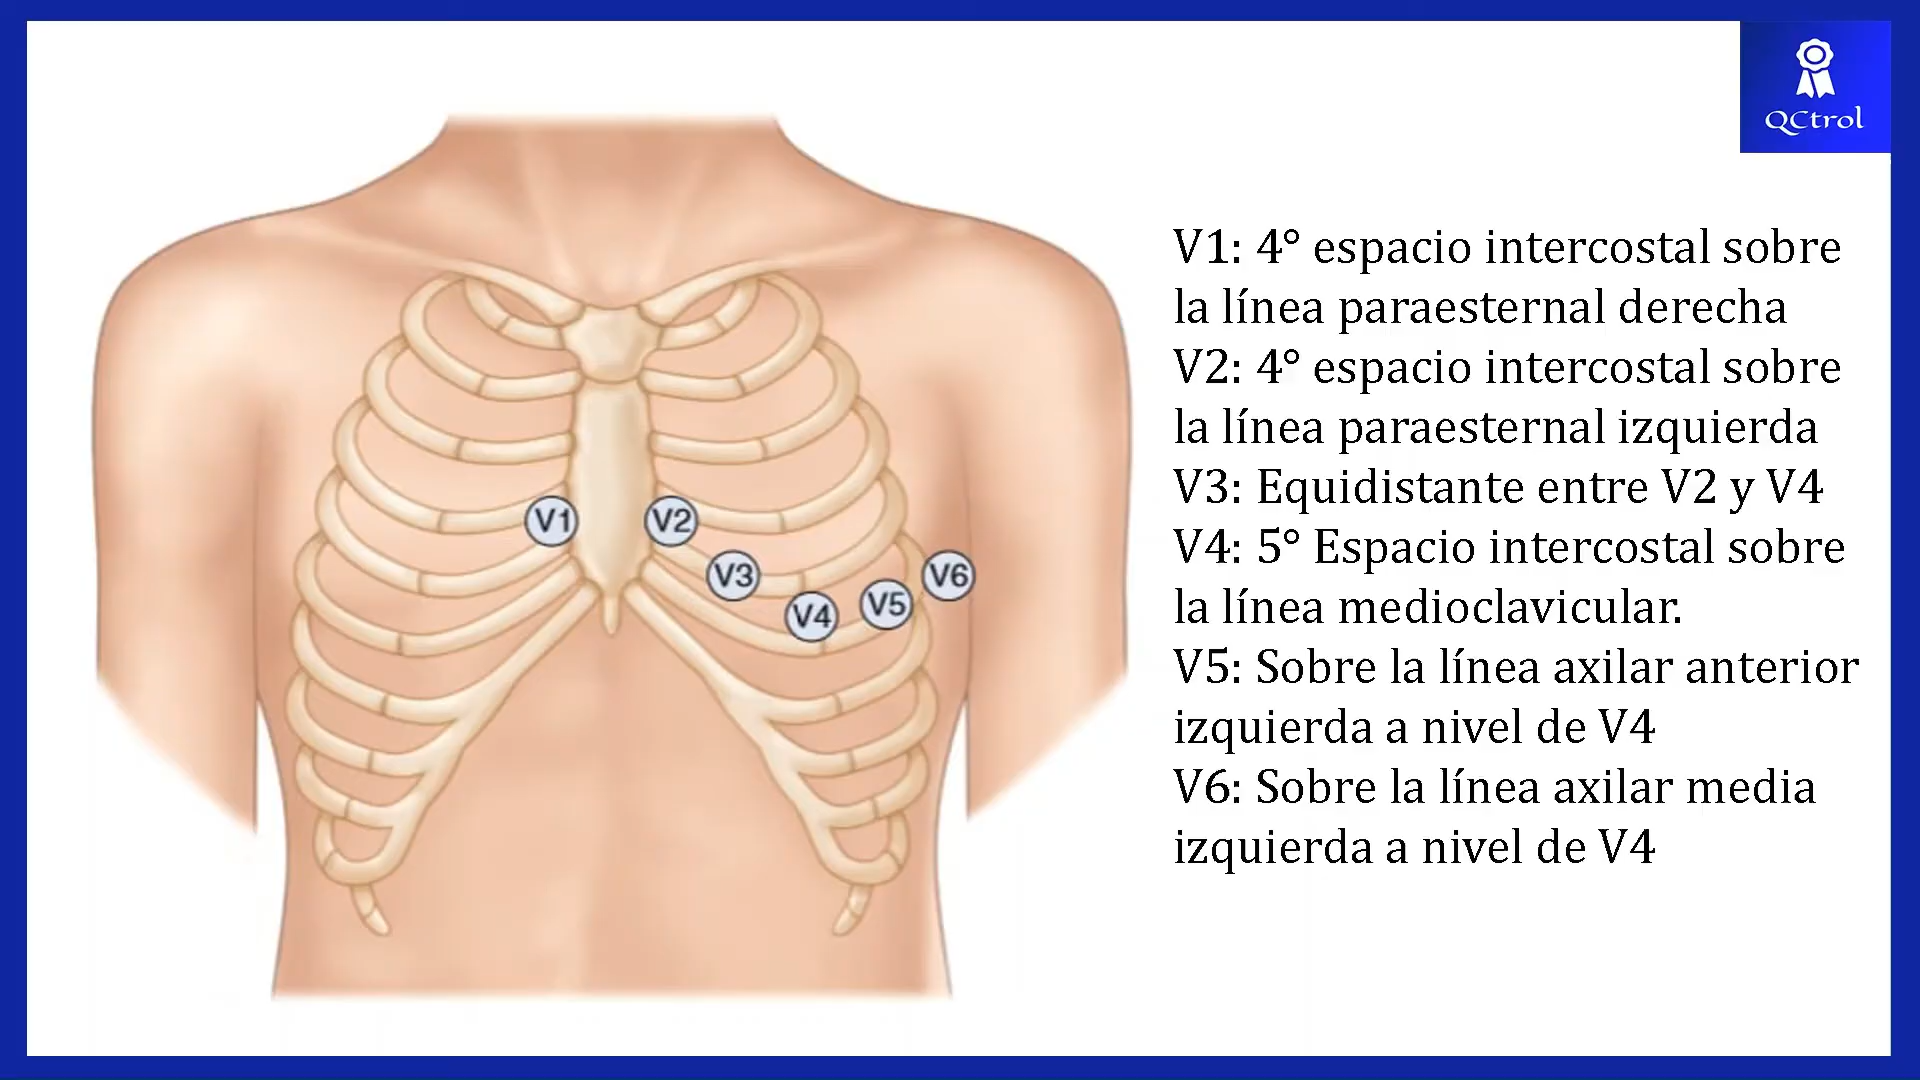 QCtrol
V1: 4° espacio intercostal sobre
la línea paraesternal derecha
V2: 4° espacio intercostal sobre
la línea paraesternal izquierda
V3: Equidistante entre V2 y V4
V4: 5° Espacio intercostal sobre
la línea medioclavicular.
V5: Sobre la línea axilar anterior
izquierda a nivel de V4
V6: Sobre la línea axilar media
izquierda a nivel de V4
V1
V2
V3
V4
V5
V6